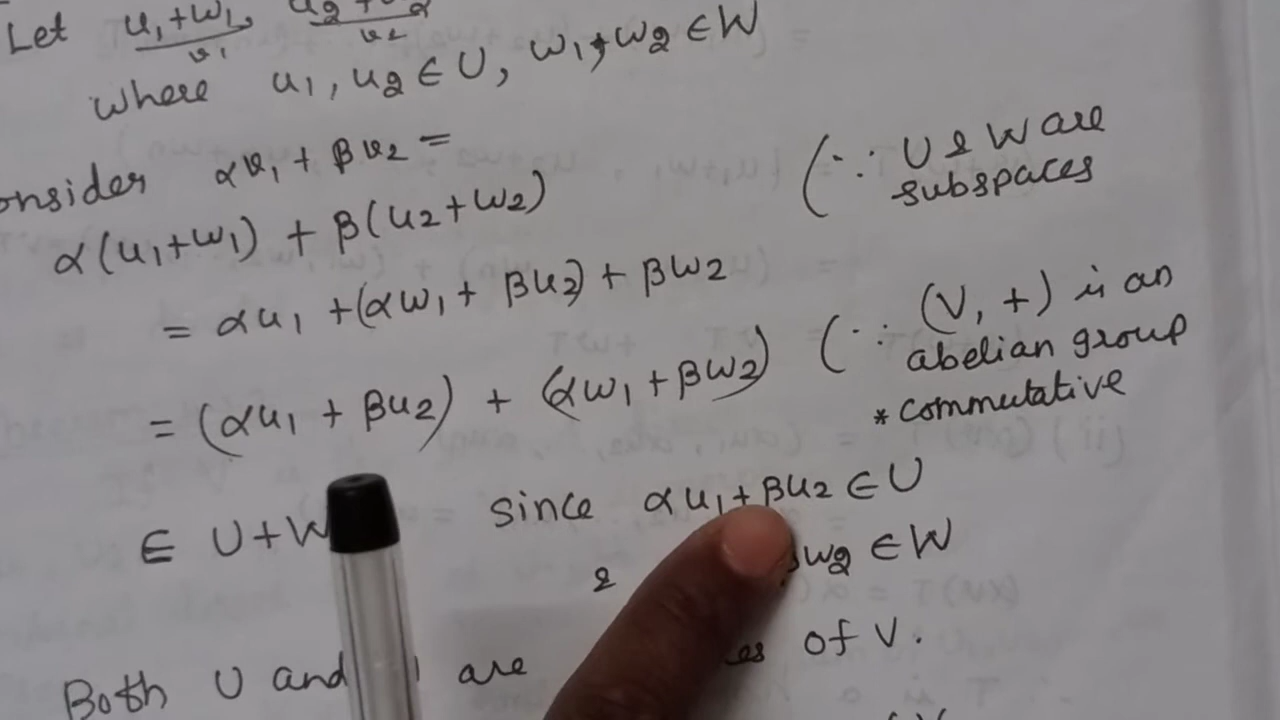 Let u₁+w₁, u₂+w₂
v₁ v₂
where u₁, u₂ ∈ U, w₁, w₂ ∈ W
onsider αv₁ + βv₂ =
α(u₁+w₁) + β(u₂+w₂) (∵ U & W are
subspaces
= αu₁ + (αw₁ + βu₂) + βw₂
= (αu₁ + βu₂) + (αw₁ + βw₂) (∵ (V, +) is an
abelian group
* commutative
∈ U+W since αu₁+βu₂ ∈ U
& w₂ ∈ W
Both U and are of V.